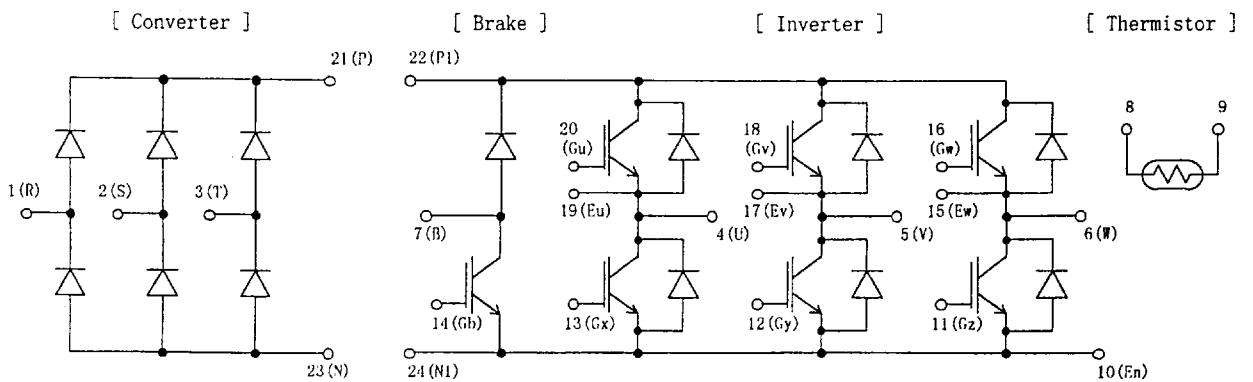 [ Converter ]
[ Brake ]
[ Inverter ]
[ Thermistor ]
21(P)
22(P1)
20
(Gu)
18
(Gv)
16
(Gw)
8
9
1(R)
2(S)
3(T)
19(Eu)
17(Ev)
15(Ew)
7(B)
4(U)
5(V)
6(W)
14(Gb)
13(Gx)
12(Gy)
11(Gz)
23(N)
24(N1)
10(En)